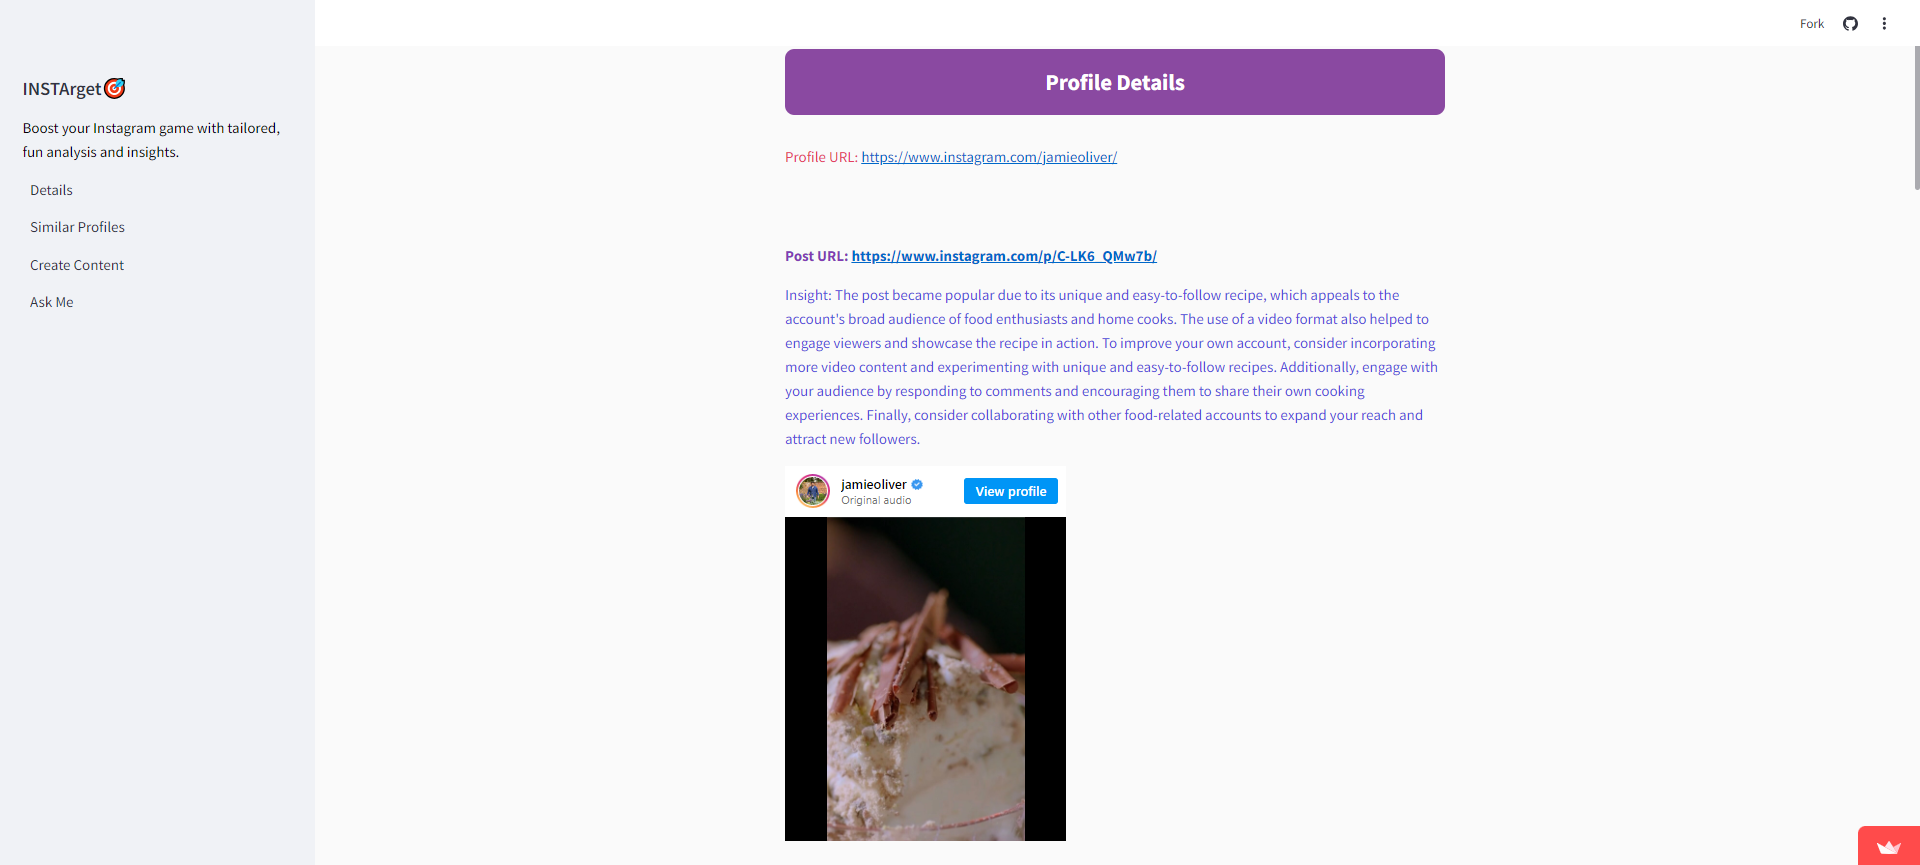 Fork
INSTArget🎯
Boost your Instagram game with tailored,
fun analysis and insights.
Details
Similar Profiles
Create Content
Ask Me
Profile Details
Profile URL: https://www.instagram.com/jamieoliver/
Post URL: https://www.instagram.com/p/C-LK6_QMw7b/
Insight: The post became popular due to its unique and easy-to-follow recipe, which appeals to the
account's broad audience of food enthusiasts and home cooks. The use of a video format also helped to
engage viewers and showcase the recipe in action. To improve your own account, consider incorporating
more video content and experimenting with unique and easy-to-follow recipes. Additionally, engage with
your audience by responding to comments and encouraging them to share their own cooking
experiences. Finally, consider collaborating with other food-related accounts to expand your reach and
attract new followers.
jamieoliver
Original audio
View profile